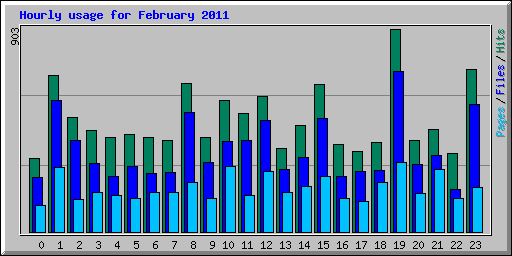 Hourly usage for February 2011
903
Pages / Files / Hits
0 1 2 3 4 5 6 7 8 9 10 11 12 13 14 15 16 17 18 19 20 21 22 23